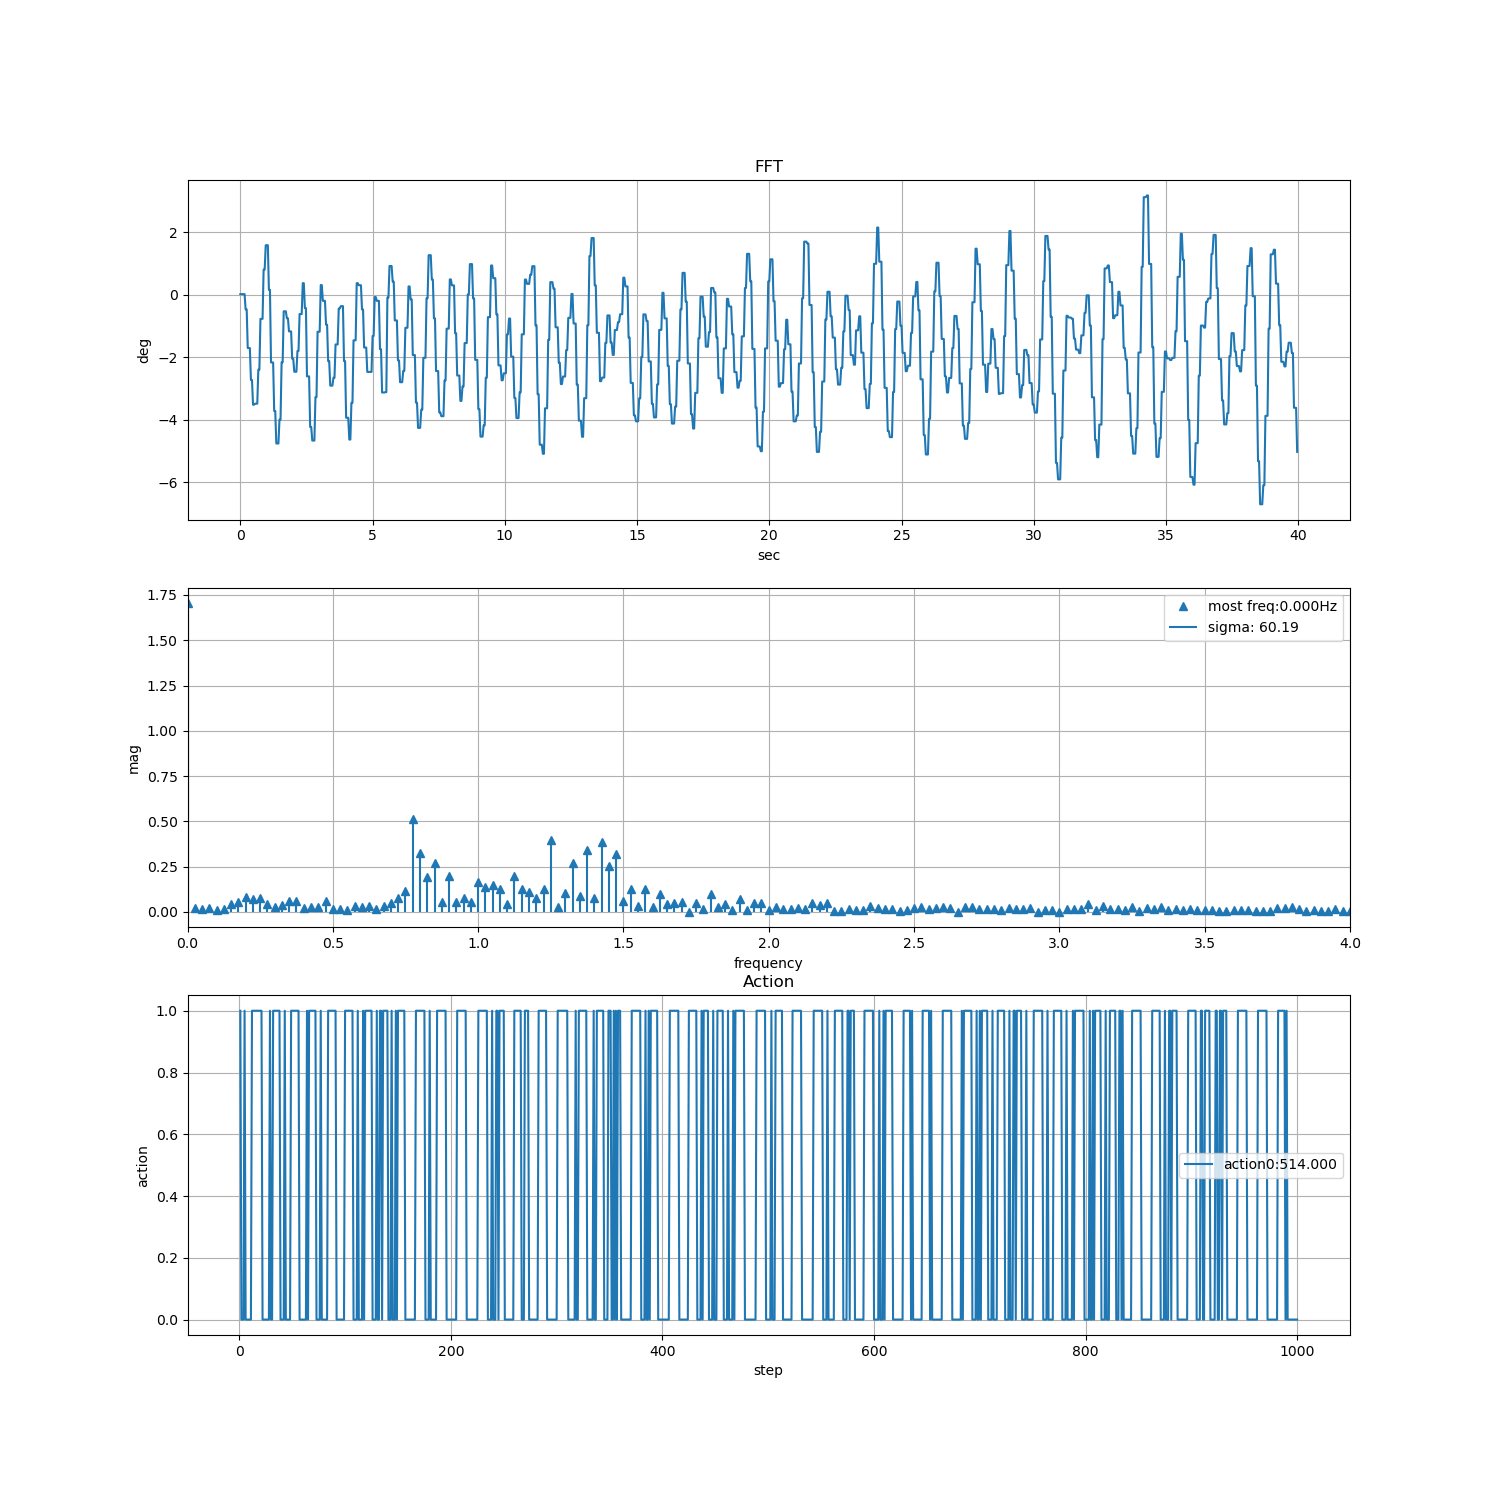 FFT
2
0
−2
−4
−6
deg
0 5 10 15 20 25 30 35 40
sec
1.75
1.50
1.25
1.00
0.75
0.50
0.25
0.00
mag
most freq:0.000Hz
sigma: 60.19
0.0 0.5 1.0 1.5 2.0 2.5 3.0 3.5 4.0
frequency
Action
1.0
0.8
0.6
0.4
0.2
0.0
action
action0:514.000
0 200 400 600 800 1000
step